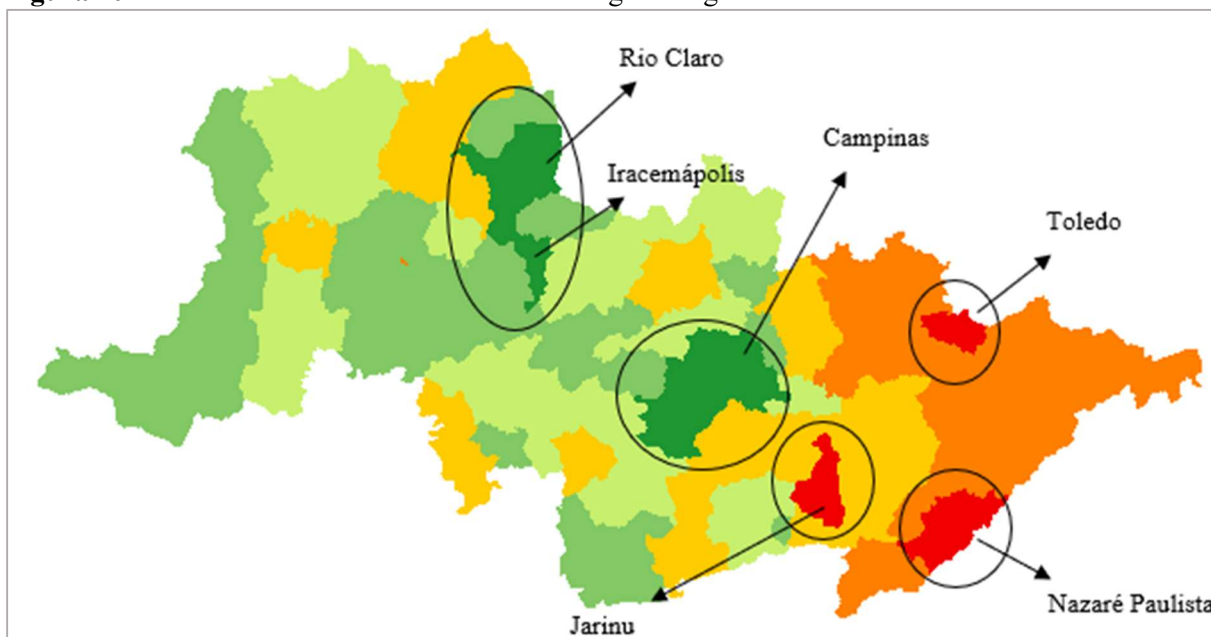 Rio Claro
Campinas
Iracemápolis
Toledo
Nazaré Paulista
Jarinu